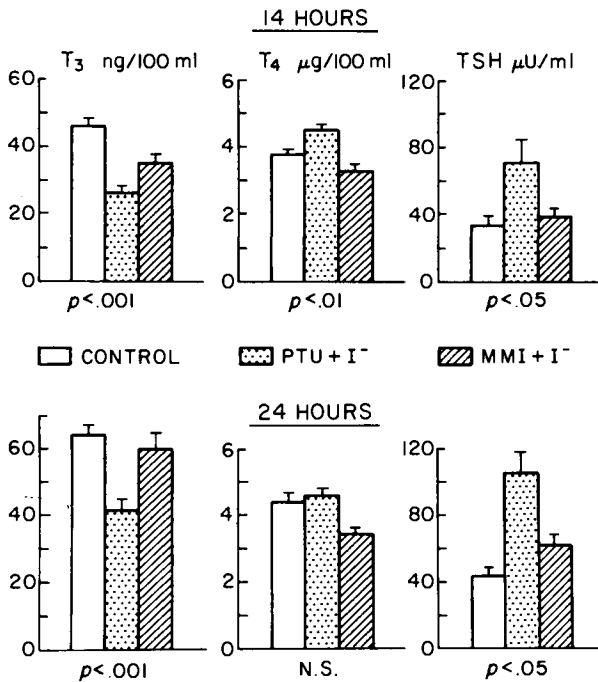 14 HOURS
T3 ng/100 ml T4 μg/100 ml TSH μU/ml
60 6 120
40 4 80
20 2 40
0 0 0
p<.001 p<.01 p<.05
CONTROL PTU + I⁻ MMI + I⁻
24 HOURS
60 6 120
40 4 80
20 2 40
0 0 0
p<.001 N.S. p<.05